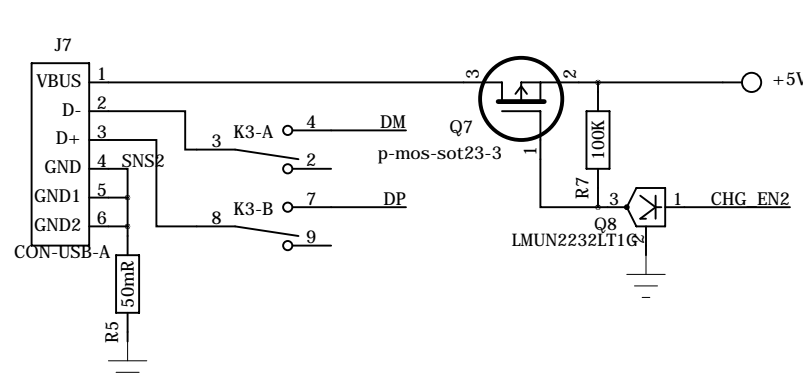 J7
VBUS 1
D- 2
D+ 3
GND 4 SNS2
GND1 5
GND2 6
CON-USB-A
R5 50mR
3 K3-A 4 DM
2
8 K3-B 7 DP
9
3 2
Q7
p-mos-sot23-3
1
+5V
100K
R7
3 1 CHG_EN2
Q8
LMUN2232LT1G
2